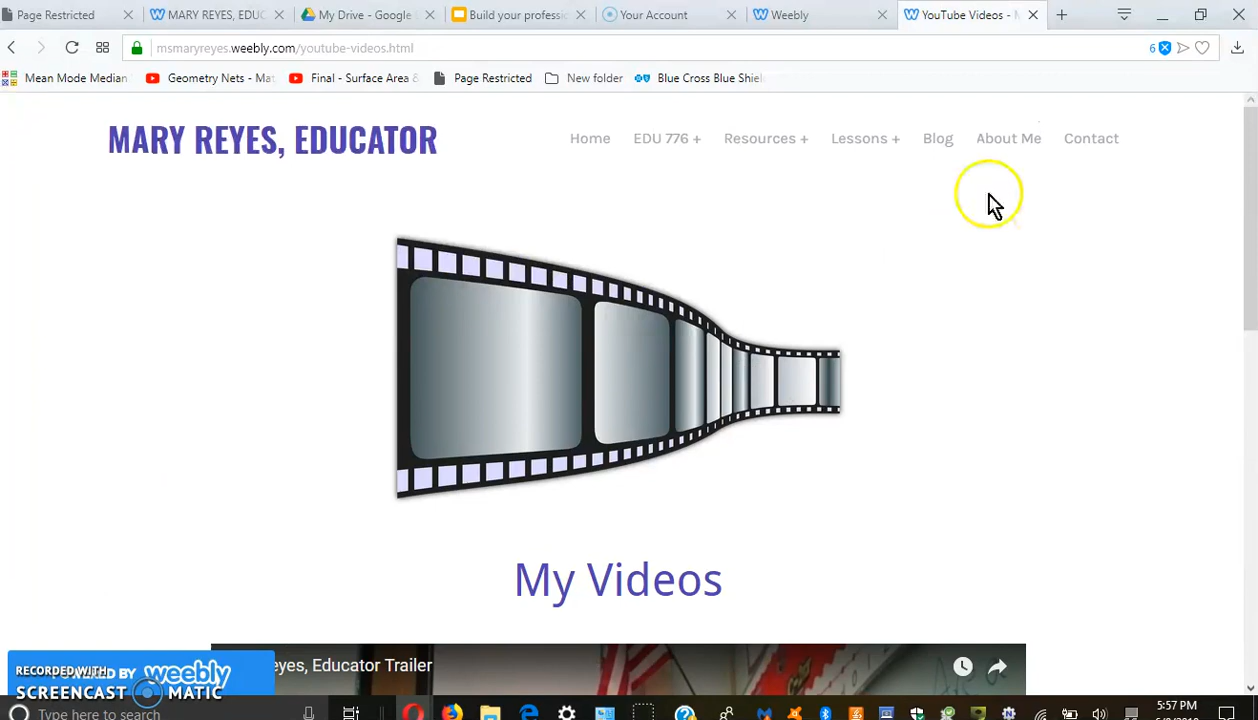 Page Restricted
MARY REYES, EDUC
My Drive - Google
Build your professi
Your Account
Weebly
YouTube Videos - M
msmaryreyes.weebly.com/youtube-videos.html
6
Mean Mode Median
Geometry Nets - Mat
Final - Surface Area &
Page Restricted
New folder
Blue Cross Blue Shiel
MARY REYES, EDUCATOR
Home
EDU 776 +
Resources +
Lessons +
Blog
About Me
Contact
My Videos
eyes, Educator Trailer
POWERED BY weebly
RECORDED WITH
SCREENCAST MATIC
Type here to search
5:57 PM